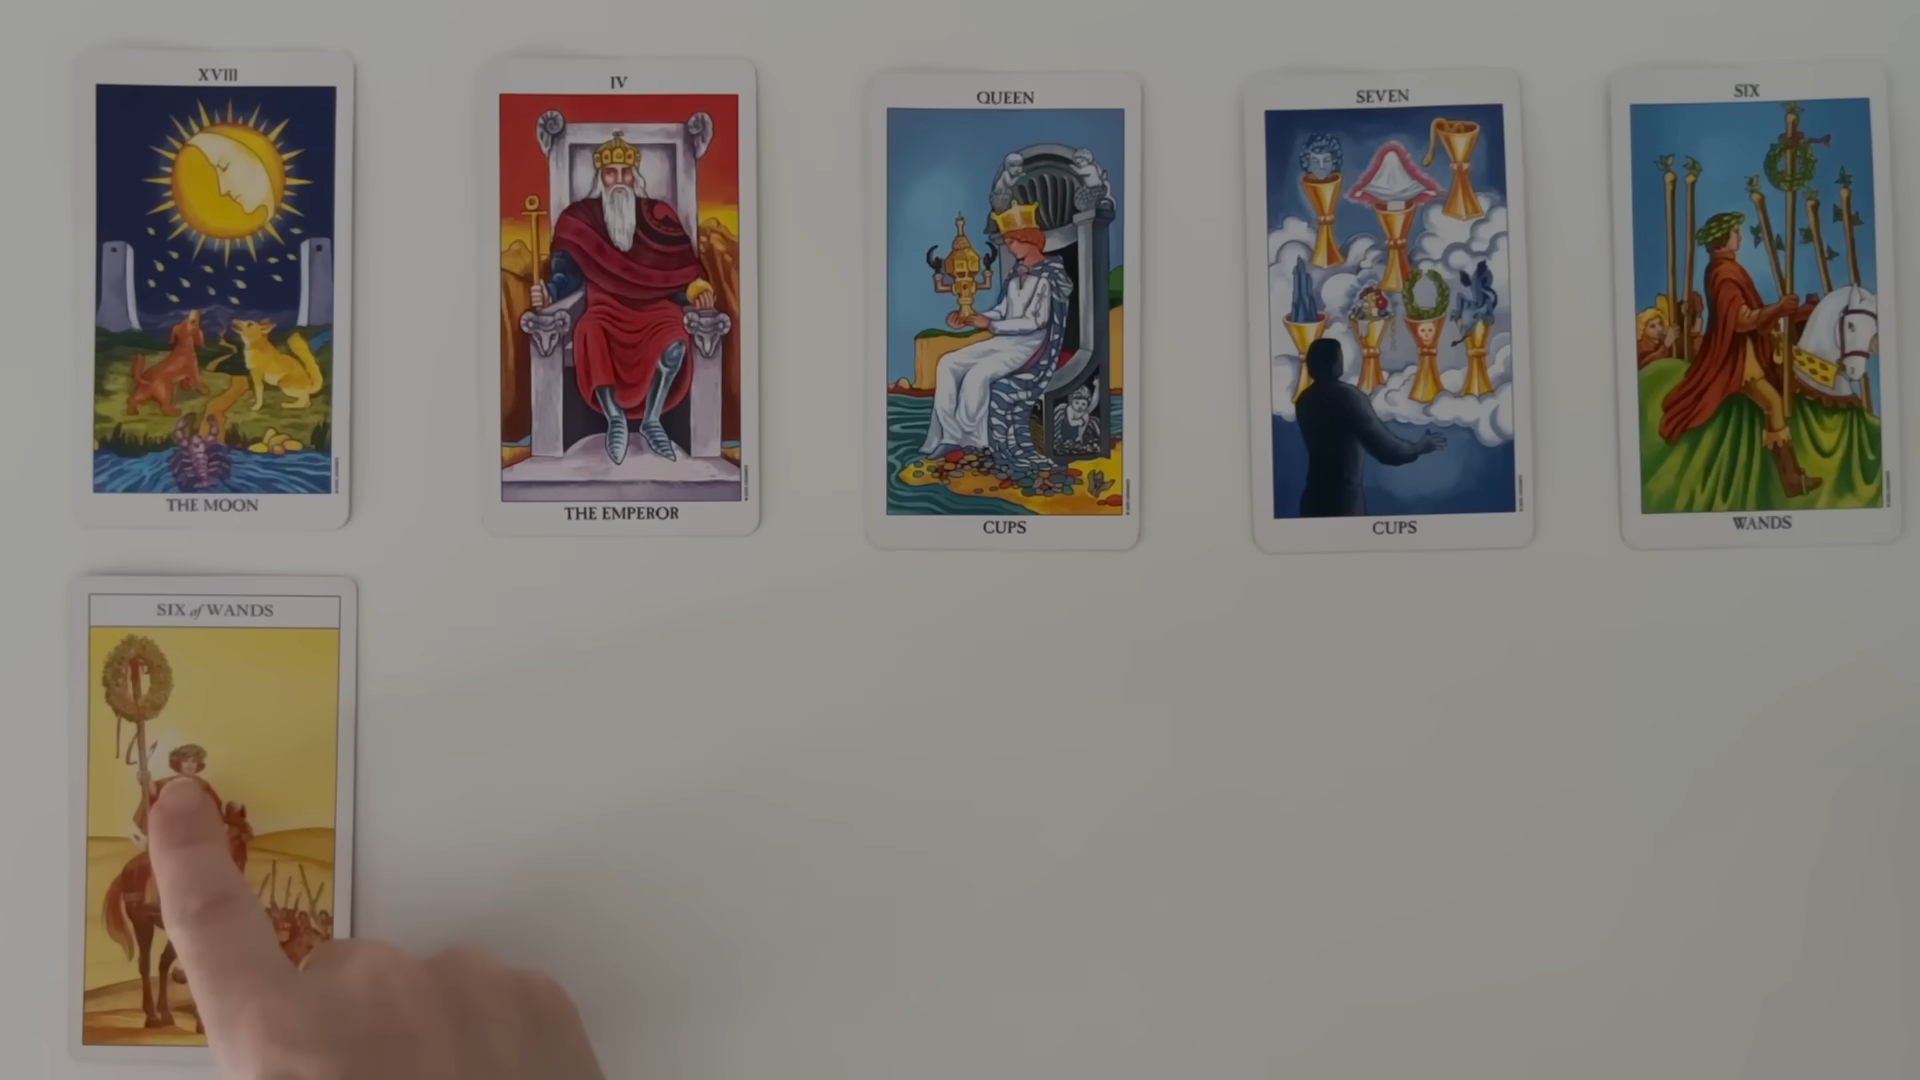 XVIII
THE MOON
IV
THE EMPEROR
QUEEN
CUPS
SEVEN
CUPS
SIX
WANDS
SIX of WANDS